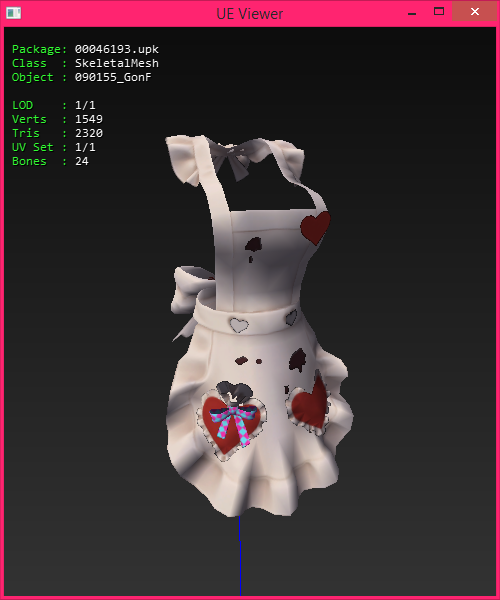 UE Viewer
Package: 00046193.upk
Class : SkeletalMesh
Object : 090155_GonF
LOD : 1/1
Verts : 1549
Tris : 2320
UV Set : 1/1
Bones : 24